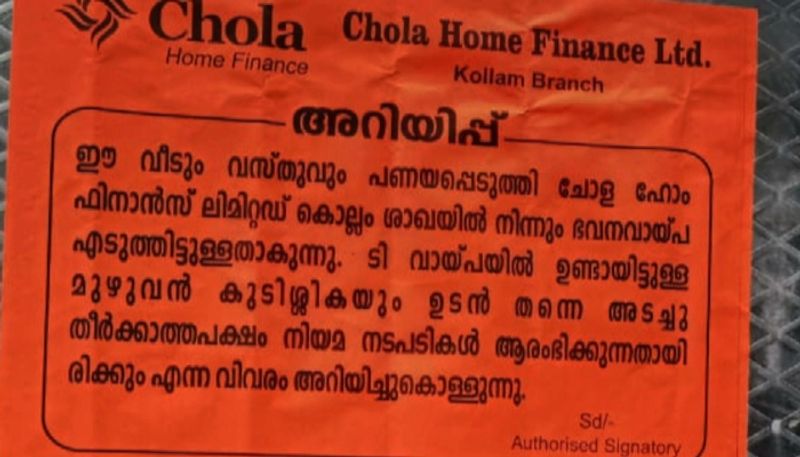 Chola
Home Finance
Chola Home Finance Ltd.
Kollam Branch
അറിയിപ്പ്
ഈ വീടും വസ്തുവും പണയപ്പെടുത്തി ചോള ഹോം
ഫിനാൻസ് ലിമിറ്റഡ് കൊല്ലം ശാഖയിൽ നിന്നും ഭവനവായ്പ
എടുത്തിട്ടുള്ളതാകുന്നു. ടി വായ്പയിൽ ഉണ്ടായിട്ടുള്ള
മുഴുവൻ കുടിശ്ശികയും ഉടൻ തന്നെ അടച്ചു
തീർക്കാത്തപക്ഷം നിയമ നടപടികൾ ആരംഭിക്കുന്നതായി
രിക്കും എന്ന വിവരം അറിയിച്ചുകൊള്ളുന്നു.
Sd/-
Authorised Signatory